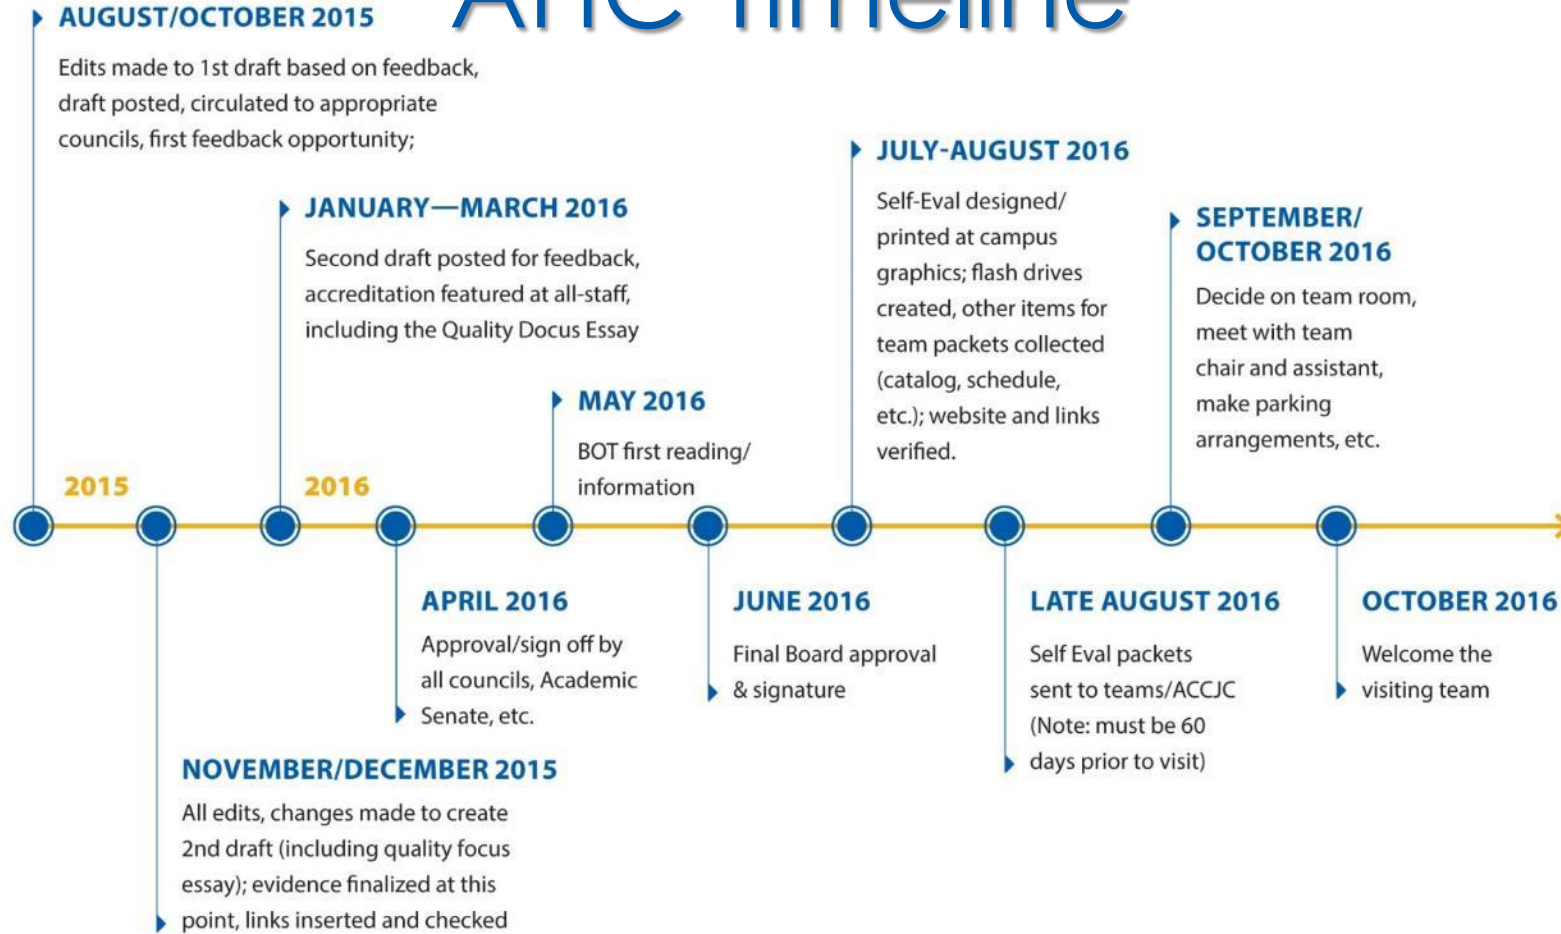 AHC Timeline
AUGUST/OCTOBER 2015
Edits made to 1st draft based on feedback,
draft posted, circulated to appropriate
councils, first feedback opportunity;
JANUARY—MARCH 2016
Second draft posted for feedback,
accreditation featured at all-staff,
including the Quality Docus Essay
MAY 2016
BOT first reading/
information
JULY-AUGUST 2016
Self-Eval designed/
printed at campus
graphics; flash drives
created, other items for
team packets collected
(catalog, schedule,
etc.); website and links
verified.
SEPTEMBER/
OCTOBER 2016
Decide on team room,
meet with team
chair and assistant,
make parking
arrangements, etc.
2015
2016
NOVEMBER/DECEMBER 2015
All edits, changes made to create
2nd draft (including quality focus
essay); evidence finalized at this
point, links inserted and checked
APRIL 2016
Approval/sign off by
all councils, Academic
Senate, etc.
JUNE 2016
Final Board approval
& signature
LATE AUGUST 2016
Self Eval packets
sent to teams/ACCJC
(Note: must be 60
days prior to visit)
OCTOBER 2016
Welcome the
visiting team